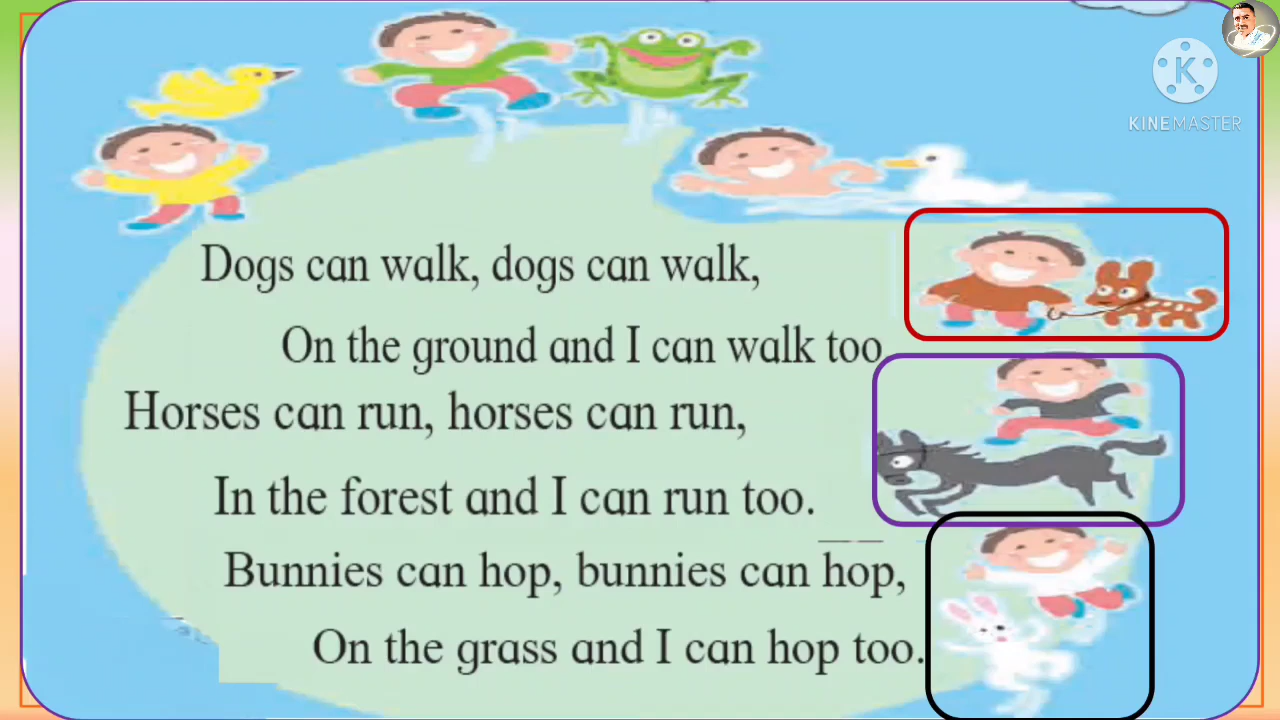 KINEMASTER
Dogs can walk, dogs can walk,
On the ground and I can walk too
Horses can run, horses can run,
In the forest and I can run too.
Bunnies can hop, bunnies can hop,
On the grass and I can hop too.